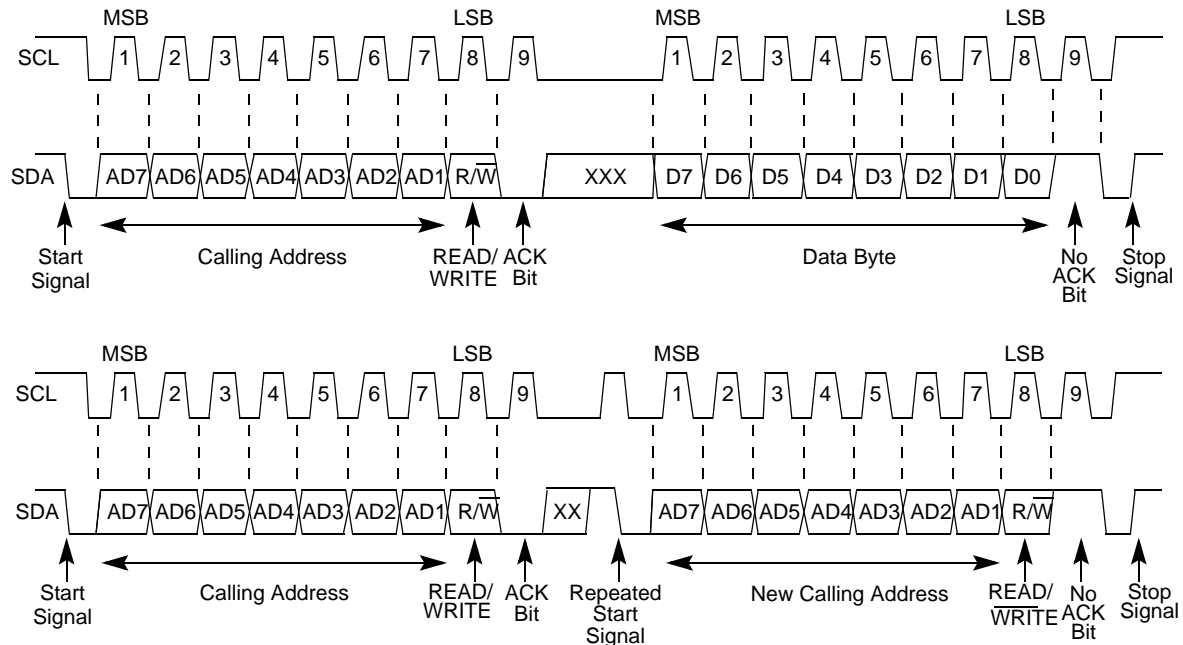 MSB LSB MSB LSB
SCL 1 2 3 4 5 6 7 8 9 1 2 3 4 5 6 7 8 9
SDA AD7 AD6 AD5 AD4 AD3 AD2 AD1 R/W XXX D7 D6 D5 D4 D3 D2 D1 D0
Start Signal
Calling Address
READ/
WRITE
ACK
Bit
Data Byte
No
ACK
Bit
Stop
Signal
MSB LSB MSB LSB
SCL 1 2 3 4 5 6 7 8 9 1 2 3 4 5 6 7 8 9
SDA AD7 AD6 AD5 AD4 AD3 AD2 AD1 R/W XX AD7 AD6 AD5 AD4 AD3 AD2 AD1 R/W
Start
Signal
Calling Address
READ/
WRITE
ACK
Bit
Repeated
Start
Signal
New Calling Address
READ/
WRITE
No
ACK
Bit
Stop
Signal